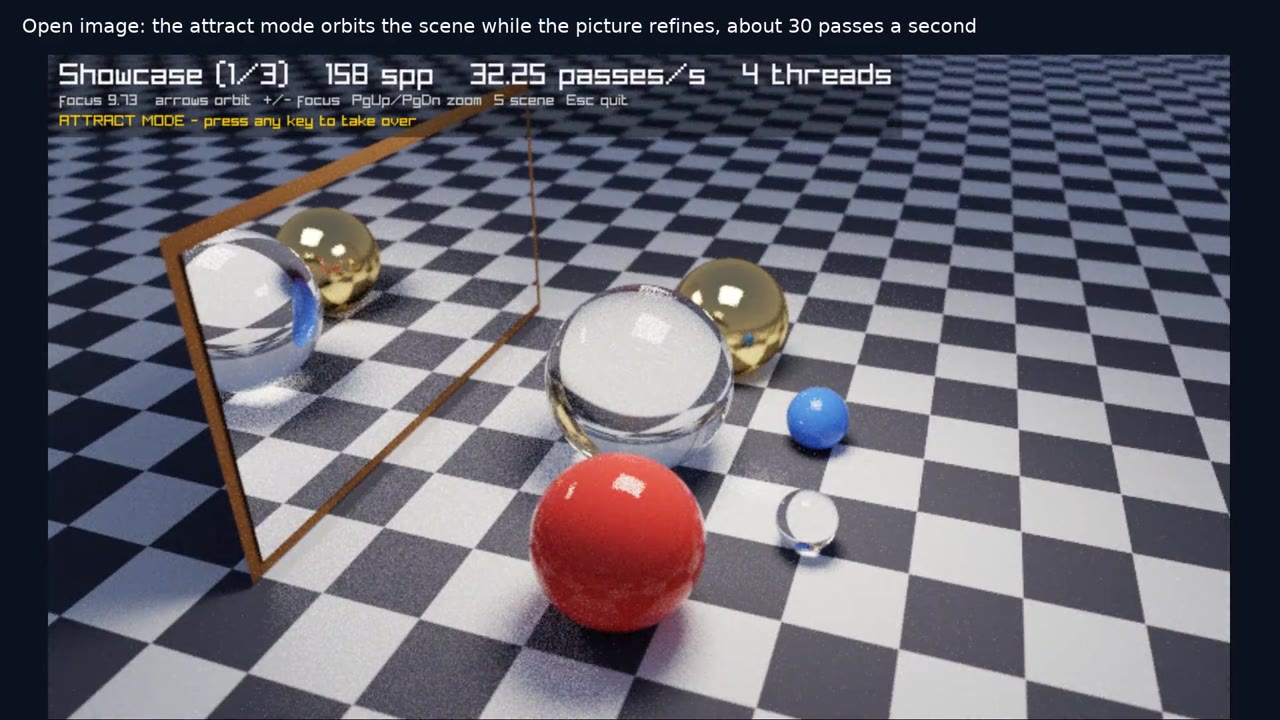 Open image: the attract mode orbits the scene while the picture refines, about 30 passes a second
Showcase (1/3) 158 spp 32.25 passes/s 4 threads
Focus 9.73 arrows orbit +/- focus PgUp/PgDn zoom S scene Esc quit
ATTRACT MODE - press any key to take over